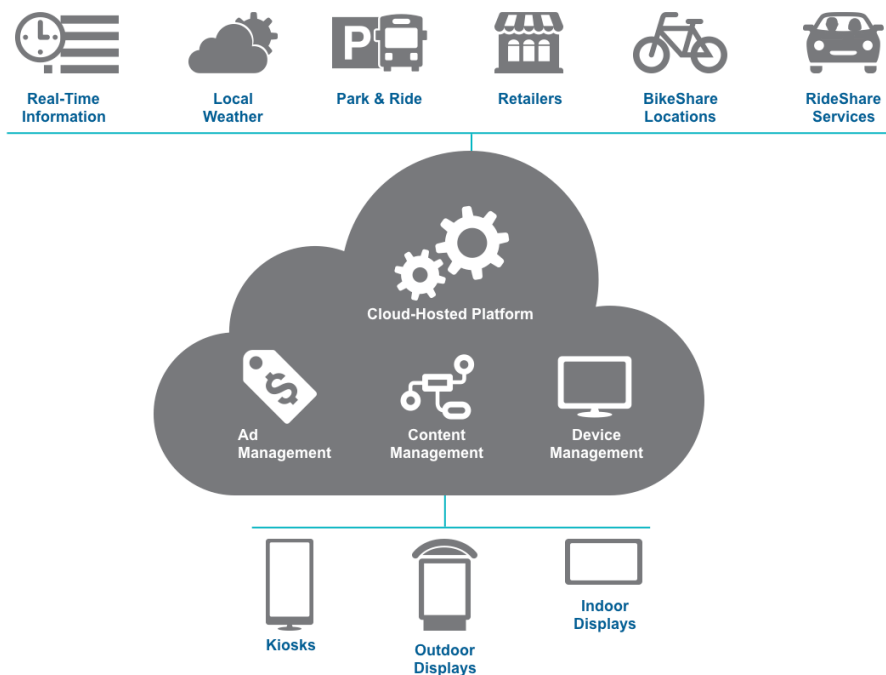 P
Real-Time
Information
Local
Weather
Park & Ride
Retailers
BikeShare
Locations
RideShare
Services
Cloud-Hosted Platform
$
Ad
Management
Content
Management
Device
Management
Kiosks
Outdoor
Displays
Indoor
Displays